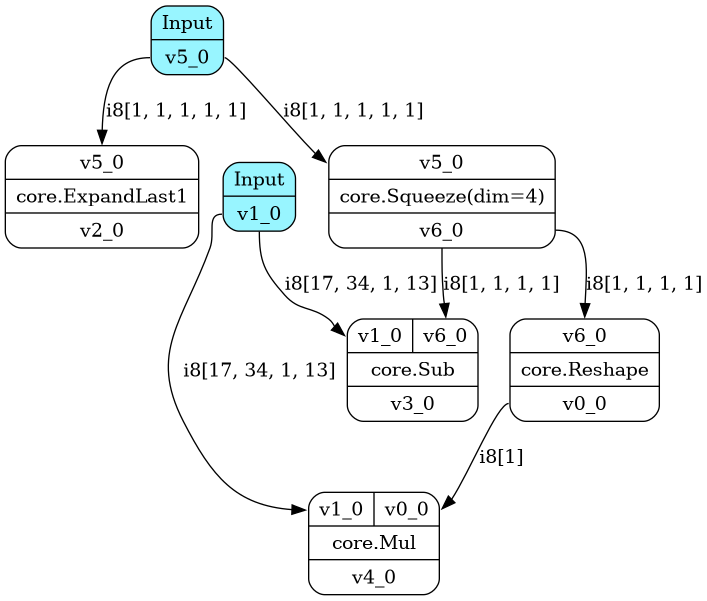 Input
v5_0
i8[1, 1, 1, 1, 1]
i8[1, 1, 1, 1, 1]
v5_0
core.ExpandLast1
v2_0
Input
v1_0
v5_0
core.Squeeze(dim=4)
v6_0
i8[17, 34, 1, 13]
i8[1, 1, 1, 1]
i8[1, 1, 1, 1]
v1_0 v6_0
core.Sub
v3_0
v6_0
core.Reshape
v0_0
i8[17, 34, 1, 13]
i8[1]
v1_0 v0_0
core.Mul
v4_0